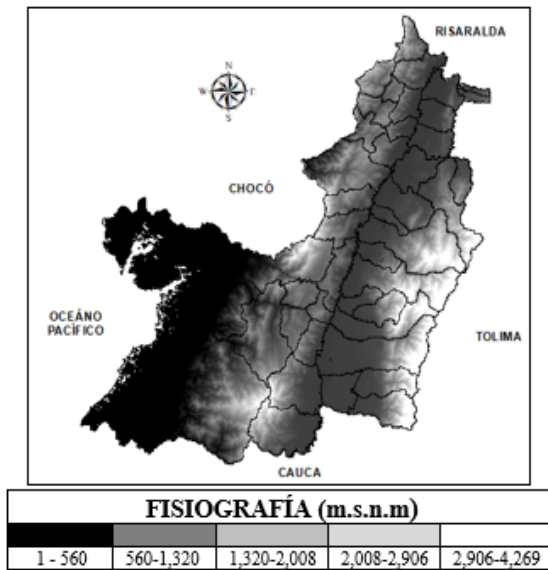 RISARALDA
N
W E
S
CHOCÓ
OCEÁNO
PACÍFICO
TOLIMA
CAUCA
FISIOGRAFÍA (m.s.n.m)
1 - 560 560-1,320 1,320-2,008 2,008-2,906 2,906-4,269